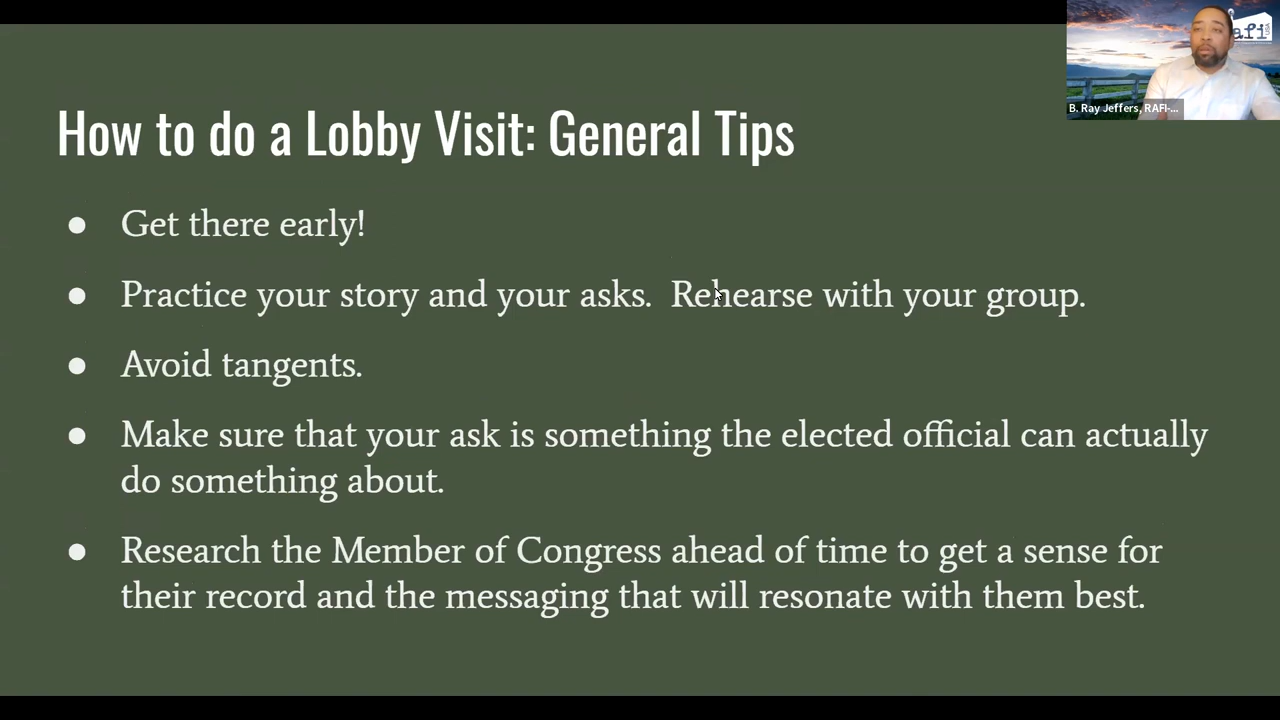 How to do a Lobby Visit: General Tips
● Get there early!
● Practice your story and your asks.  Rehearse with your group.
● Avoid tangents.
● Make sure that your ask is something the elected official can actually
do something about.
● Research the Member of Congress ahead of time to get a sense for
their record and the messaging that will resonate with them best.
afi
USA
B. Ray Jeffers, RAFI-...